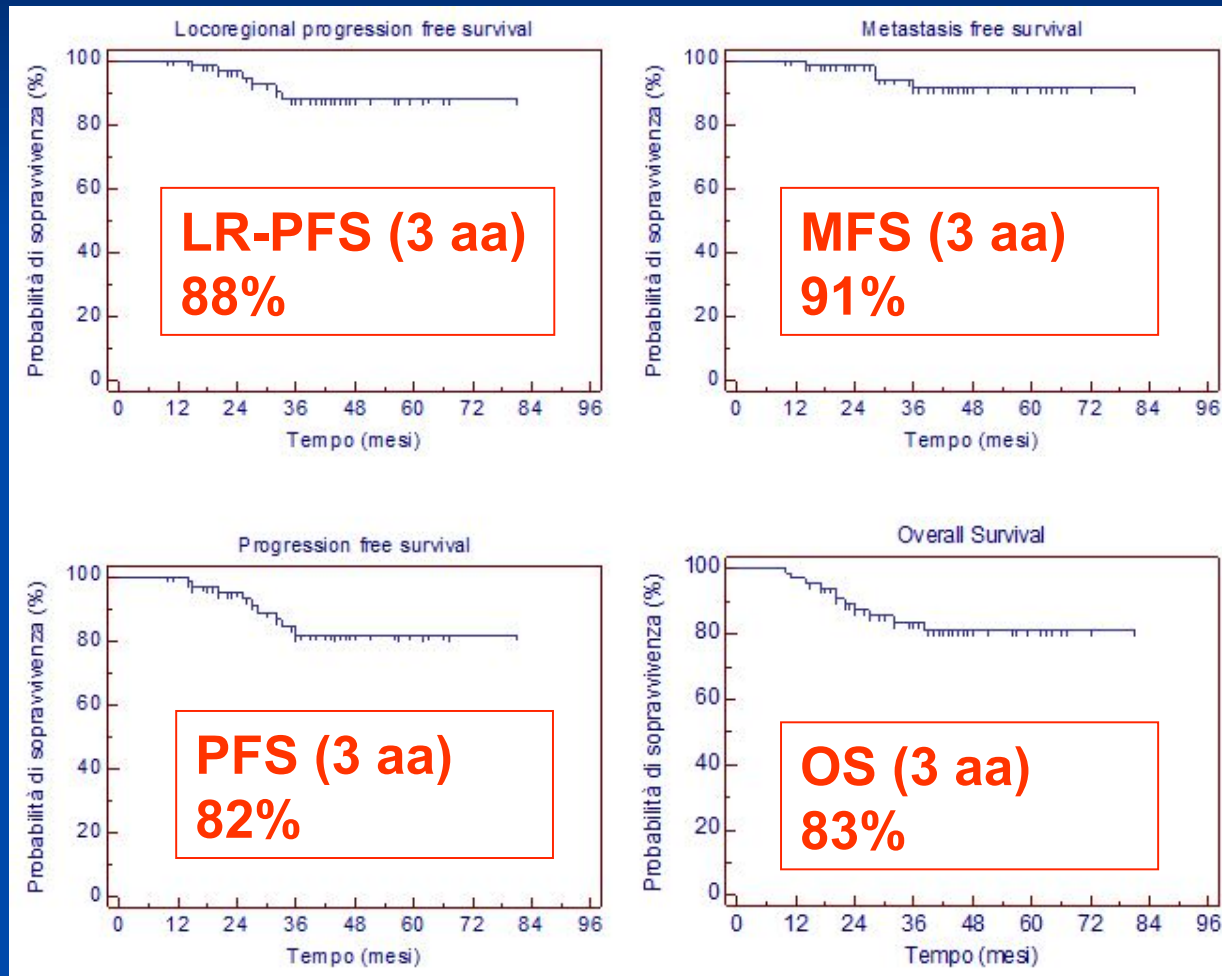 Locoregional progression free survival
Probabilità di sopravvivenza (%)
100
80
60
40
20
0
LR-PFS (3 aa)
88%
0 12 24 36 48 60 72 84 96
Tempo (mesi)
Metastasis free survival
Probabilità di sopravvivenza (%)
100
80
60
40
20
0
MFS (3 aa)
91%
0 12 24 36 48 60 72 84 96
Tempo (mesi)
Progression free survival
Probabilità di sopravvivenza (%)
100
80
60
40
20
0
PFS (3 aa)
82%
0 12 24 36 48 60 72 84 96
Tempo (mesi)
Overall Survival
Probabilità di sopravvivenza (%)
100
80
60
40
20
0
OS (3 aa)
83%
0 12 24 36 48 60 72 84 96
Tempo (mesi)